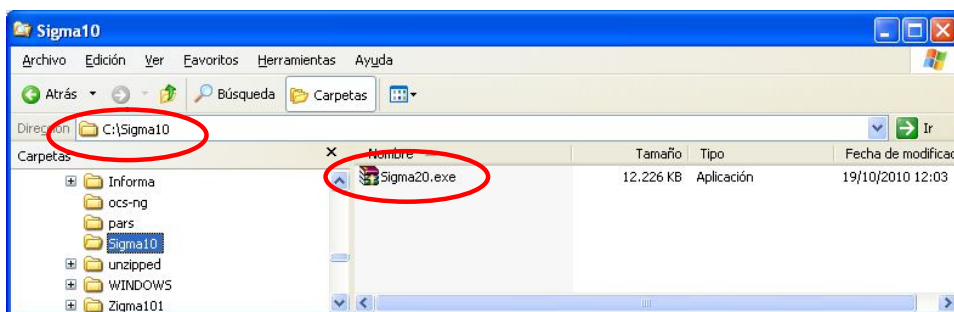 Sigma10
Archivo Edición Ver Favoritos Herramientas Ayuda
Atrás Búsqueda Carpetas
Dirección C:\Sigma10 Ir
Carpetas X Nombre Tamaño Tipo Fecha de modificac
Informa Sigma20.exe 12.226 KB Aplicación 19/10/2010 12:03
ocs-ng
pars
Sigma10
unzipped
WINDOWS
Zigma101